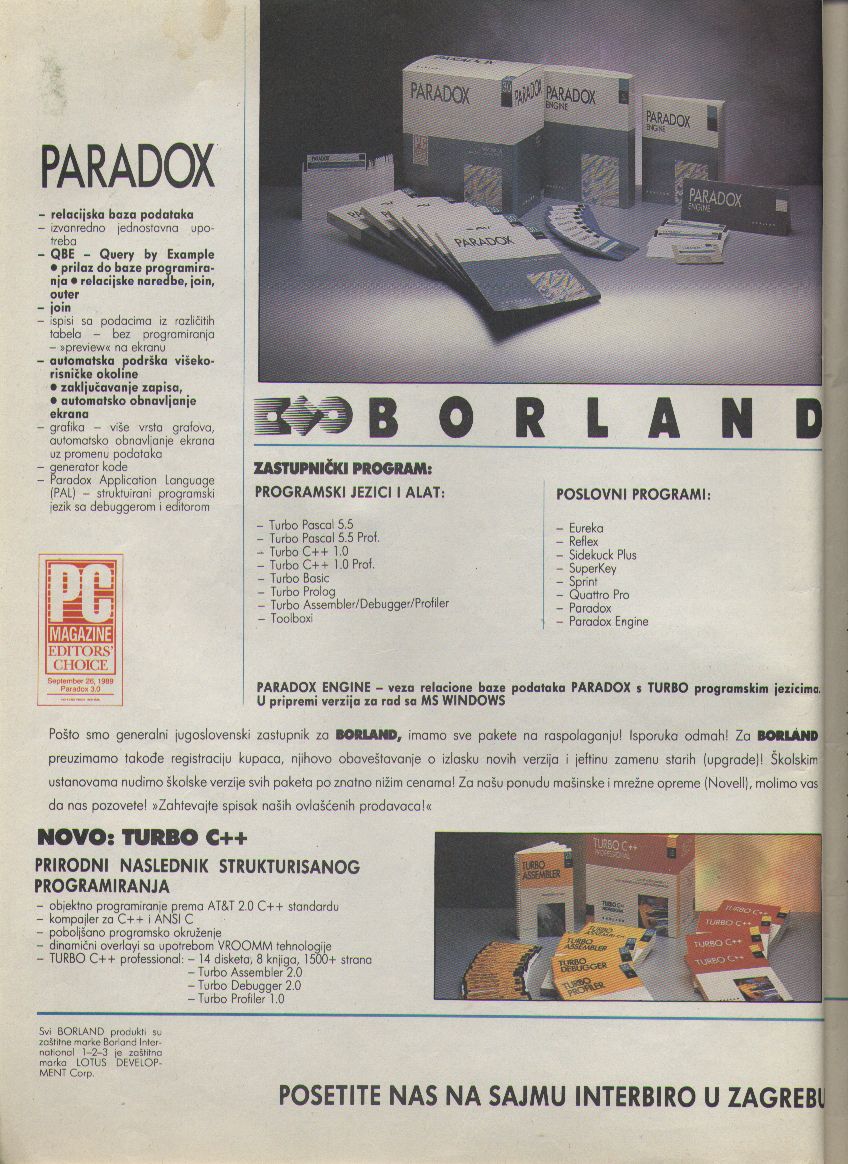 PARADOX
– relacijska baza podataka
– izvanredno jednostavna upo-
treba
– QBE – Query by Example
● prilaz do baze programira-
nja ● relacijske naredbe, join,
outer
– join
– ispisi sa podacima iz različitih
tabela – bez programiranja
– »preview« na ekranu
– automatska podrška višeko-
risničke okoline
● zaključavanje zapisa,
● automatsko obnavljanje
ekrana
– grafika – više vrsta grafova,
automatsko obnavljanje ekrana
uz promenu podataka
– generator kode
– Paradox Application Language
(PAL) – struktuirani programski
jezik sa debuggerom i editorom
PC
MAGAZINE
EDITORS'
CHOICE
September 26, 1989
Paradox 3.0
PARADOX
PARADOX
PARADOX
ENGINE
PARADOX
ENGINE
PARADOX
ENGINE
PARADOX
BORLAND
ZASTUPNIČKI PROGRAM:
PROGRAMSKI JEZICI I ALAT:
– Turbo Pascal 5.5
– Turbo Pascal 5.5 Prof.
– Turbo C++ 1.0
– Turbo C++ 1.0 Prof.
– Turbo Basic
– Turbo Prolog
– Turbo Assembler/Debugger/Profiler
– Toolboxi
POSLOVNI PROGRAMI:
– Eureka
– Reflex
– Sidekuck Plus
– SuperKey
– Sprint
– Quattro Pro
– Paradox
– Paradox Engine
PARADOX ENGINE – veza relacione baze podataka PARADOX s TURBO programskim jezicima.
U pripremi verzija za rad sa MS WINDOWS
Pošto smo generalni jugoslovenski zastupnik za BORLAND, imamo sve pakete na raspolaganju! Isporuka odmah! Za BORLAND
preuzimamo takođe registraciju kupaca, njihovo obaveštavanje o izlasku novih verzija i jeftinu zamenu starih (upgrade)! Školskim
ustanovama nudimo školske verzije svih paketa po znatno nižim cenama! Za našu ponudu mašinske i mrežne opreme (Novell), molimo vas
da nas pozovete! »Zahtevajte spisak naših ovlašćenih prodavaca!«
NOVO: TURBO C++
PRIRODNI NASLEDNIK STRUKTURISANOG
PROGRAMIRANJA
– objektno programiranje prema AT&T 2.0 C++ standardu
– kompajler za C++ i ANSI C
– poboljšano programsko okruženje
– dinamični overlayi sa upotrebom VROOMM tehnologije
– TURBO C++ professional: – 14 disketa, 8 knjiga, 1500+ strana
– Turbo Assembler 2.0
– Turbo Debugger 2.0
– Turbo Profiler 1.0
TURBO
ASSEMBLER
TURBO C++
PROFESSIONAL
TURBO
ASSEMBLER
TURBO
DEBUGGER
TURBO
PROFILER
TURBO C++
TURBO C++
TURBO C++
TURBO C++
Svi BORLAND produkti su
zaštitne marke Borland Inter-
national 1–2–3 je zaštitna
marka LOTUS DEVELOP-
MENT Corp.
POSETITE NAS NA SAJMU INTERBIRO U ZAGREBU